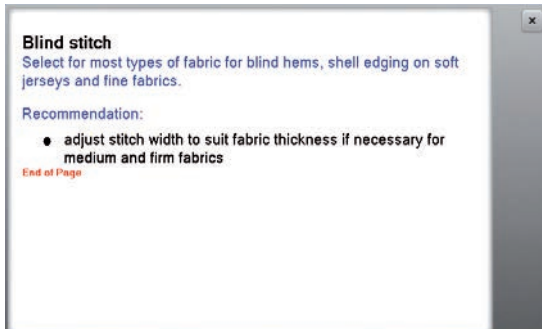 Blind stitch
Select for most types of fabric for blind hems, shell edging on soft
jerseys and fine fabrics.
Recommendation:
● adjust stitch width to suit fabric thickness if necessary for
medium and firm fabrics
End of Page